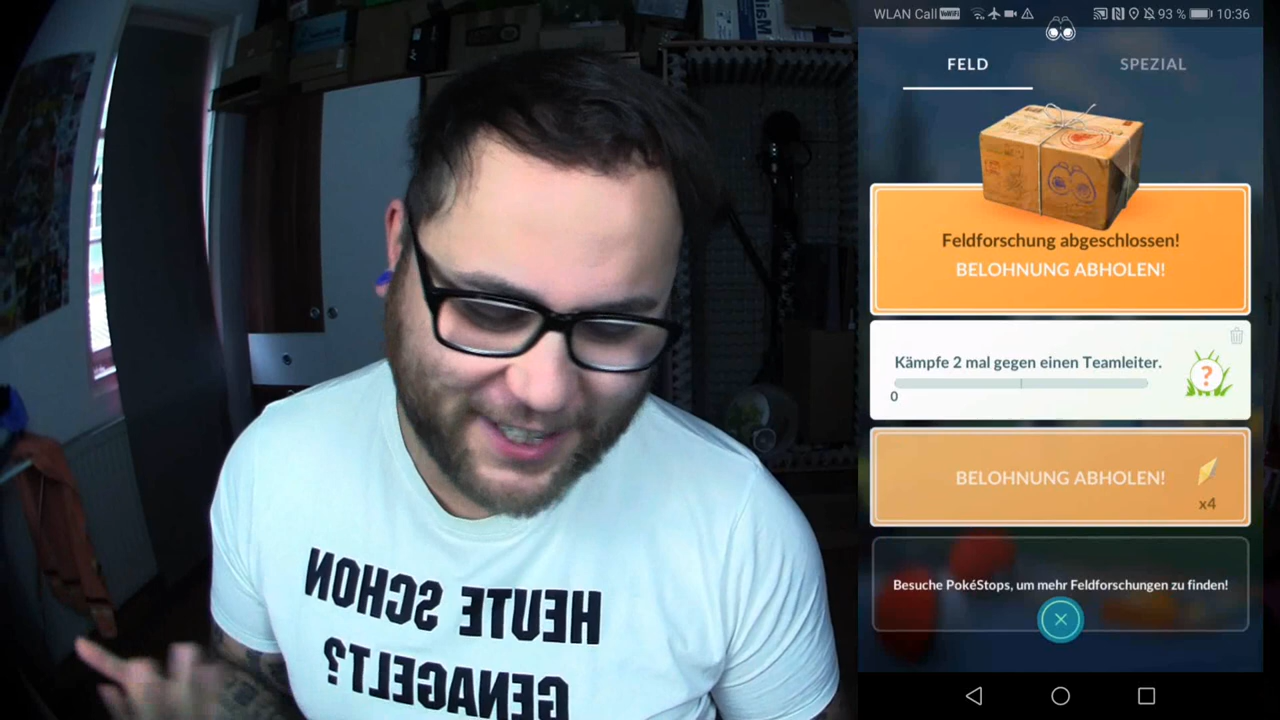 HEUTE SCHON
GENAGELT?
WLAN Call VoWiFi
93 %
10:36
FELD
SPEZIAL
Feldforschung abgeschlossen!
BELOHNUNG ABHOLEN!
Kämpfe 2 mal gegen einen Teamleiter.
?
0
BELOHNUNG ABHOLEN!
x4
Besuche PokéStops, um mehr Feldforschungen zu finden!